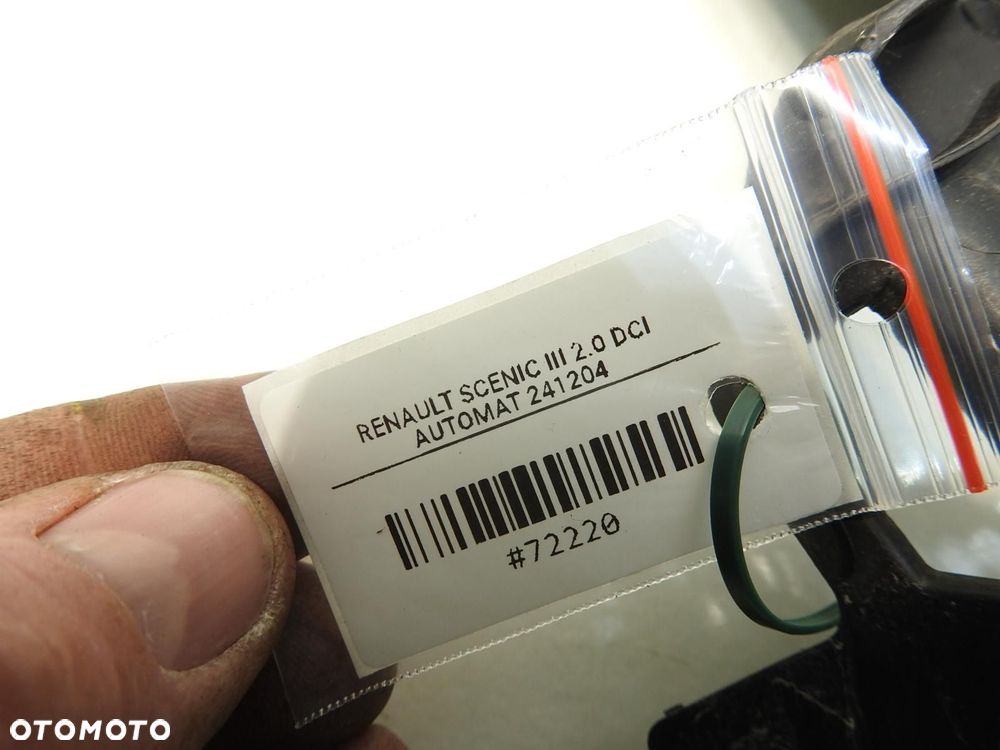 RENAULT SCENIC III 2.0 DCI
AUTOMAT 241204
#72220
OTOMOTO